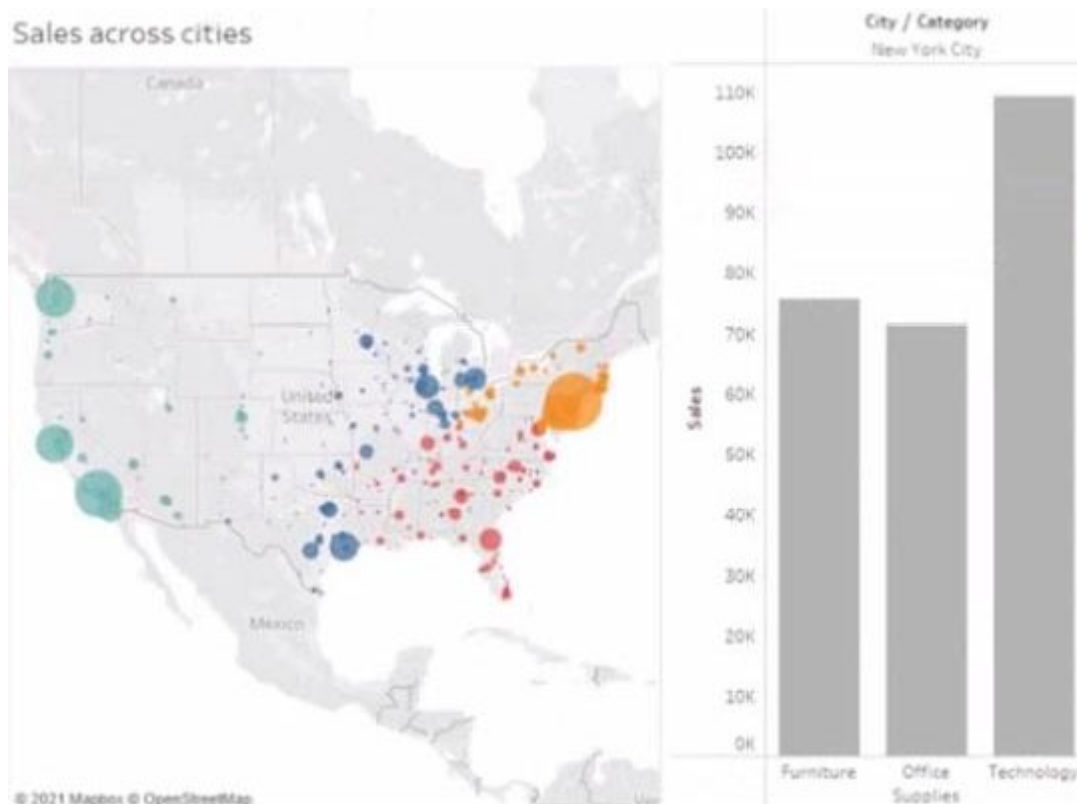 Sales across cities
Canada
United
States
Mexico
© 2021 Mapbox © OpenStreetMap
City / Category
New York City
Sales
110K
100K
90K
80K
70K
60K
50K
40K
30K
20K
10K
0K
Furniture
Office
Supplies
Technology